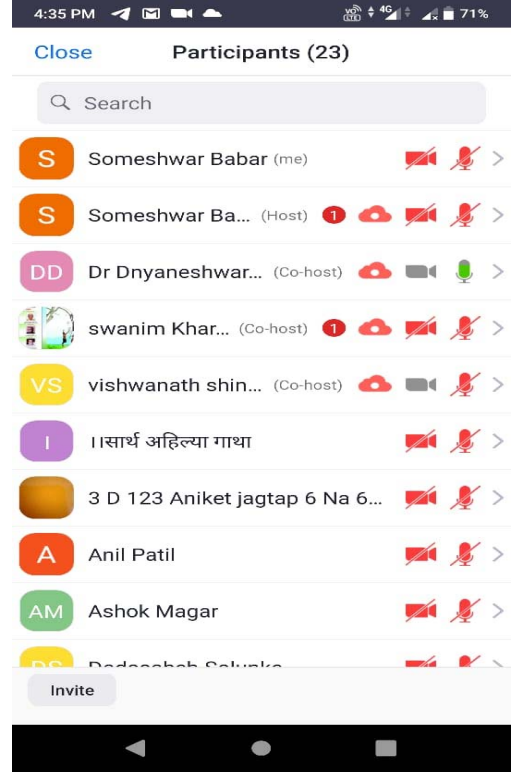 4:35 PM VoLTE 4G 71%
Close Participants (23)
Search
S Someshwar Babar (me)
S Someshwar Ba... (Host) 1
DD Dr Dnyaneshwar... (Co-host)
swanim Khar... (Co-host) 1
VS vishwanath shin... (Co-host)
I ।।सार्थ अहिल्या गाथा
3 D 123 Aniket jagtap 6 Na 6...
A Anil Patil
AM Ashok Magar
Invite